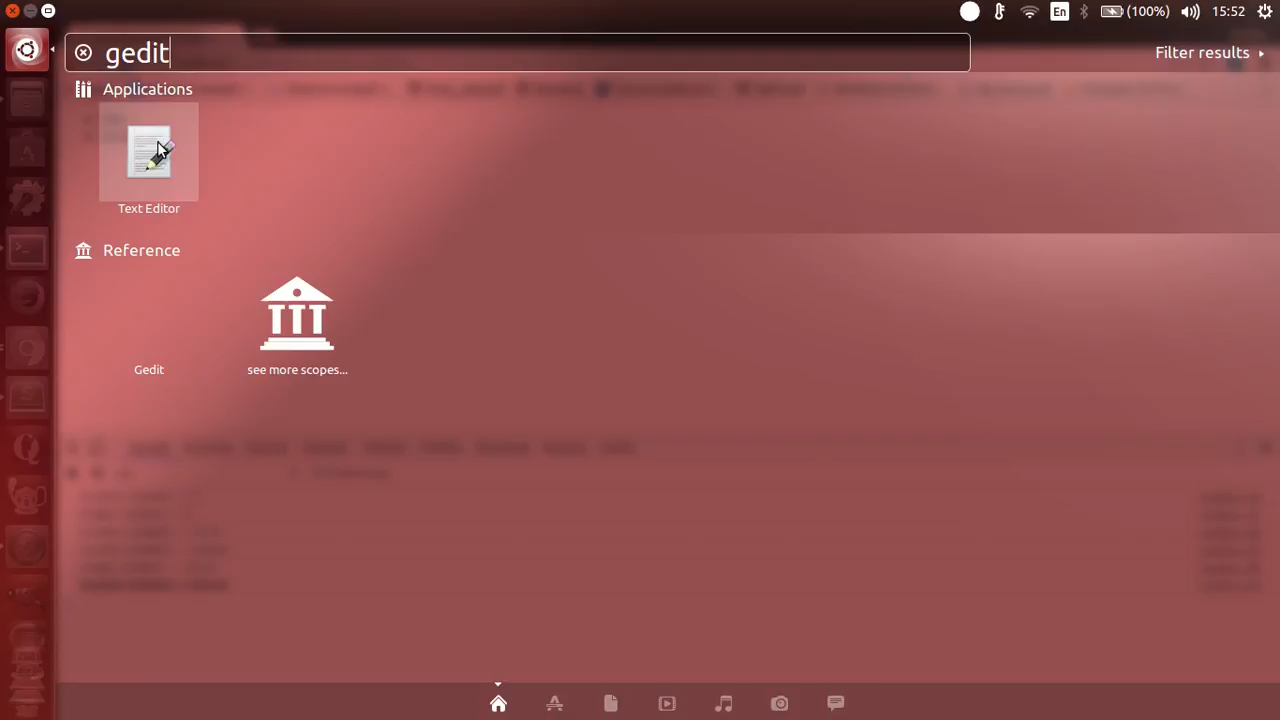 En (100%) 15:52
gedit
Filter results
Applications
Text Editor
Reference
Gedit
see more scopes...